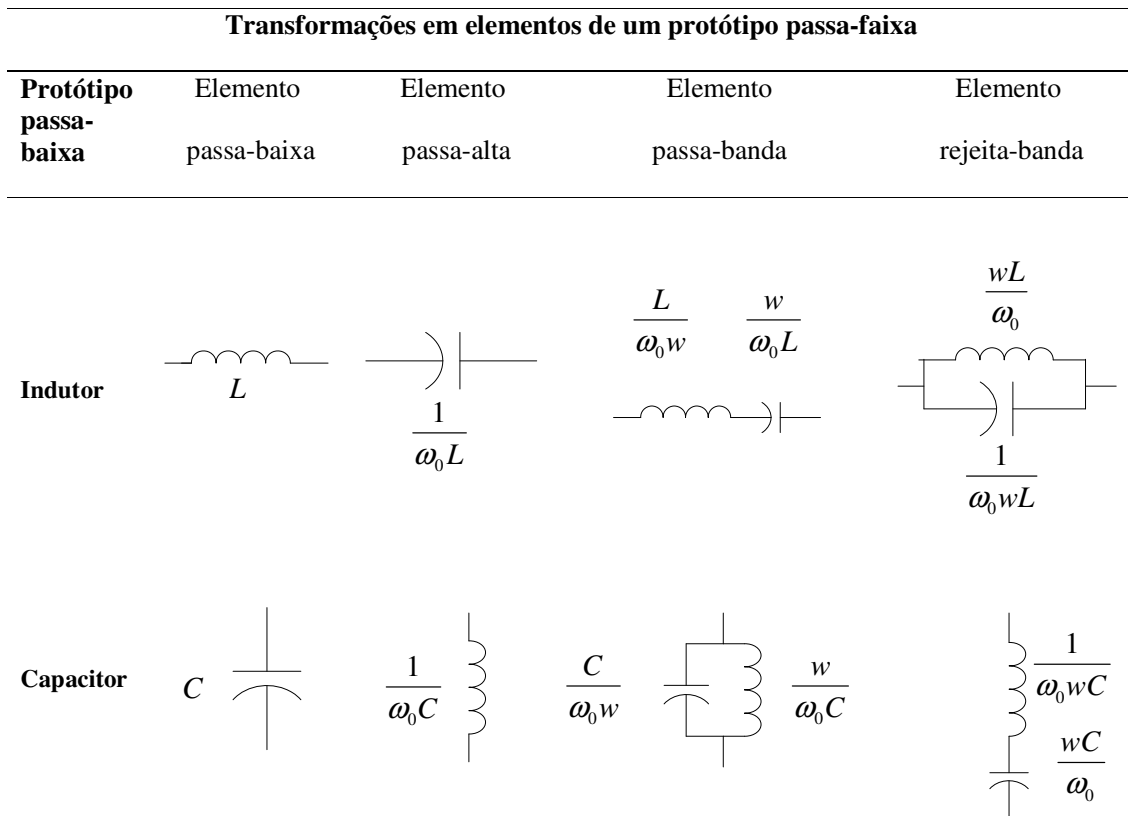 Transformações em elementos de um protótipo passa-faixa
Protótipo passa-baixa
Elemento passa-baixa
Elemento passa-alta
Elemento passa-banda
Elemento rejeita-banda
Indutor
L
1/ω₀L
L/ω₀w
w/ω₀L
wL/ω₀
1/ω₀wL
Capacitor
C
1/ω₀C
C/ω₀w
w/ω₀C
1/ω₀wC
wC/ω₀